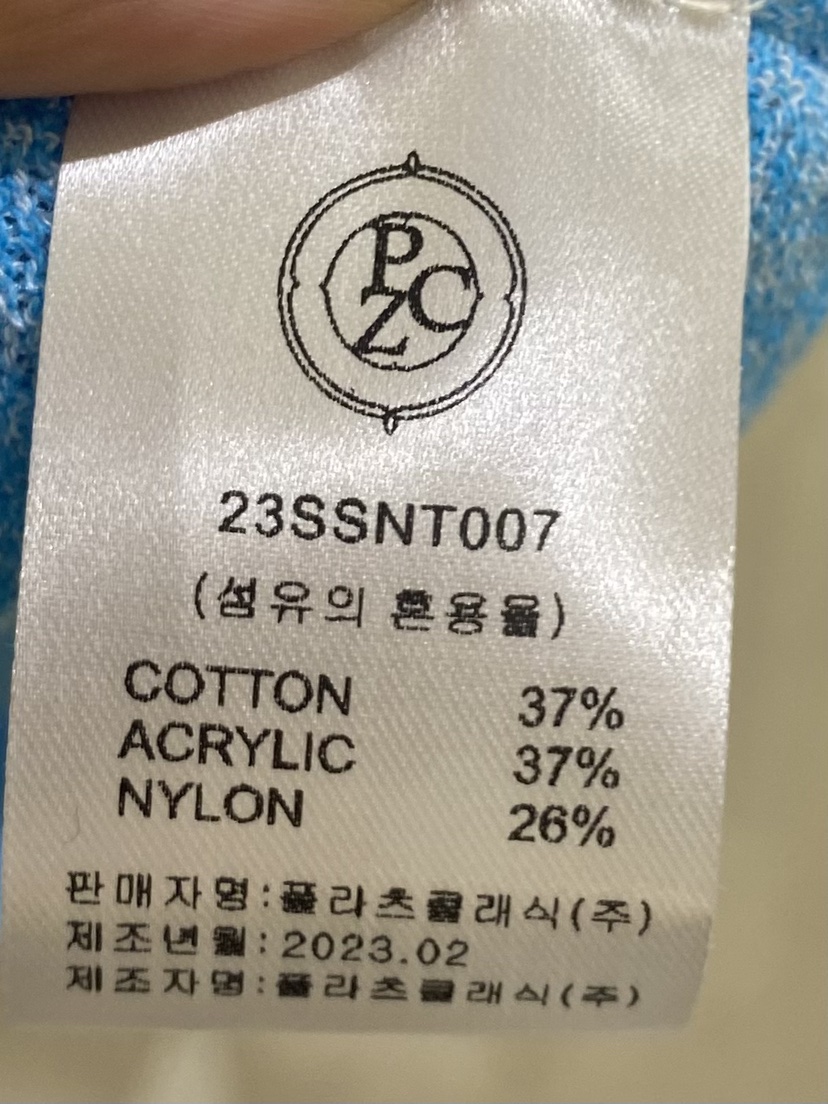 PZC
23SSNT007
(섬유의 혼용율)
COTTON 37%
ACRYLIC 37%
NYLON 26%
판매자명:플라츠클래식(주)
제조년월:2023.02
제조자명:플라츠클래식(주)